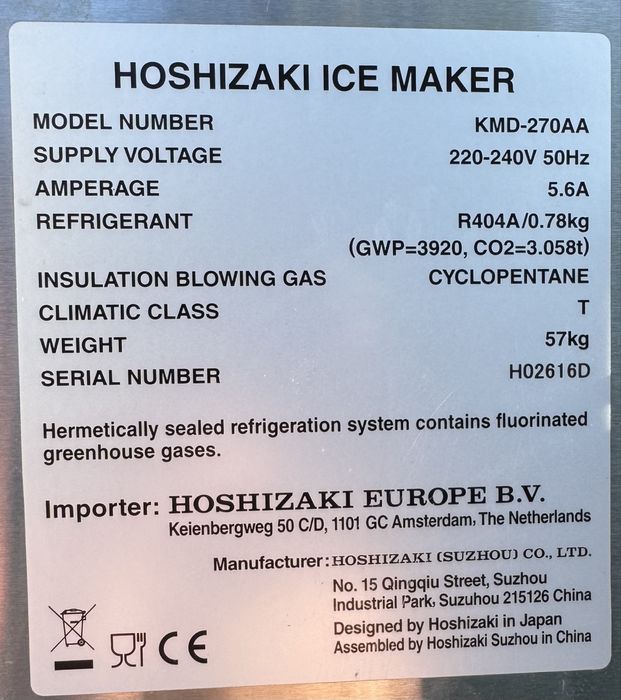 HOSHIZAKI ICE MAKER
MODEL NUMBER KMD-270AA
SUPPLY VOLTAGE 220-240V 50Hz
AMPERAGE 5.6A
REFRIGERANT R404A/0.78kg
(GWP=3920, CO2=3.058t)
INSULATION BLOWING GAS CYCLOPENTANE
CLIMATIC CLASS T
WEIGHT 57kg
SERIAL NUMBER H02616D
Hermetically sealed refrigeration system contains fluorinated
greenhouse gases.
Importer: HOSHIZAKI EUROPE B.V.
Keienbergweg 50 C/D, 1101 GC Amsterdam, The Netherlands
Manufacturer: HOSHIZAKI (SUZHOU) CO., LTD.
No. 15 Qingqiu Street, Suzhou
Industrial Park, Suzuhou 215126 China
Designed by Hoshizaki in Japan
Assembled by Hoshizaki Suzhou in China
CE